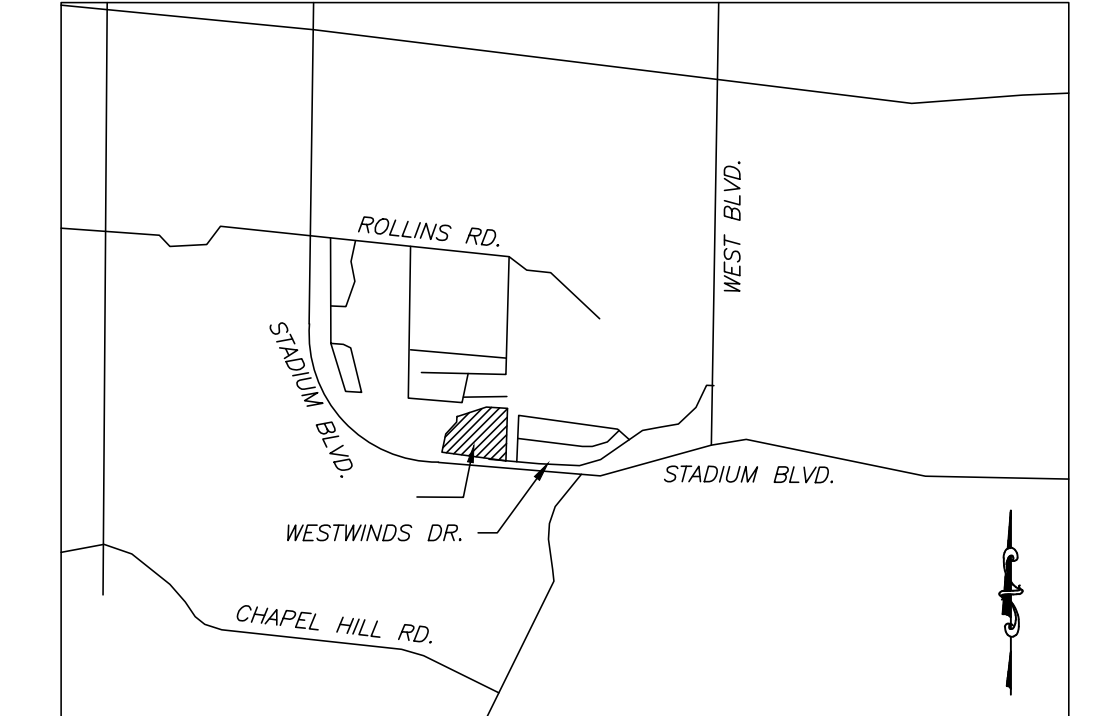 ROLLINS RD.
WEST BLVD.
STADIUM BLVD.
STADIUM BLVD.
WESTWINDS DR.
CHAPEL HILL RD.